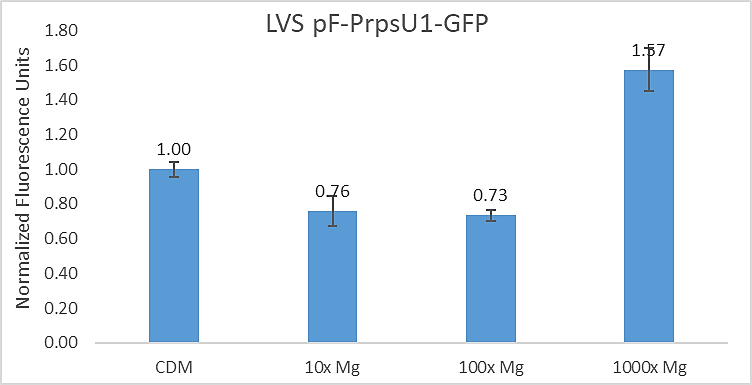 LVS pF-PrpsU1-GFP
Normalized Fluorescence Units
1.80
1.60
1.40
1.20
1.00
0.80
0.60
0.40
0.20
0.00
1.00
0.76
0.73
1.57
CDM
10x Mg
100x Mg
1000x Mg